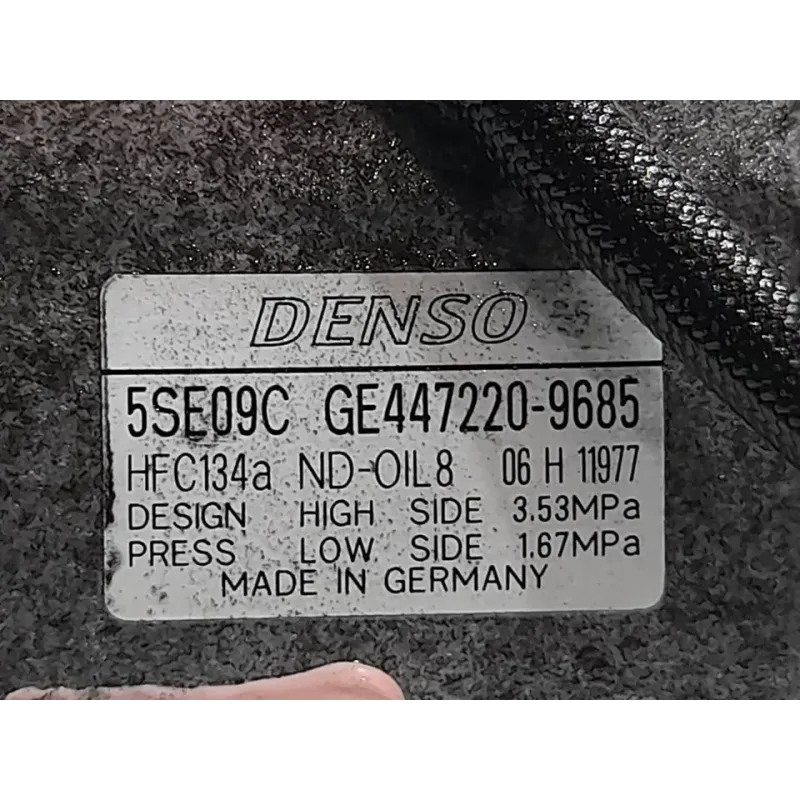 DENSO
5SE09C GE447220-9685
HFC134a ND-OIL8 06 H 11977
DESIGN HIGH SIDE 3.53MPa
PRESS LOW SIDE 1.67MPa
MADE IN GERMANY